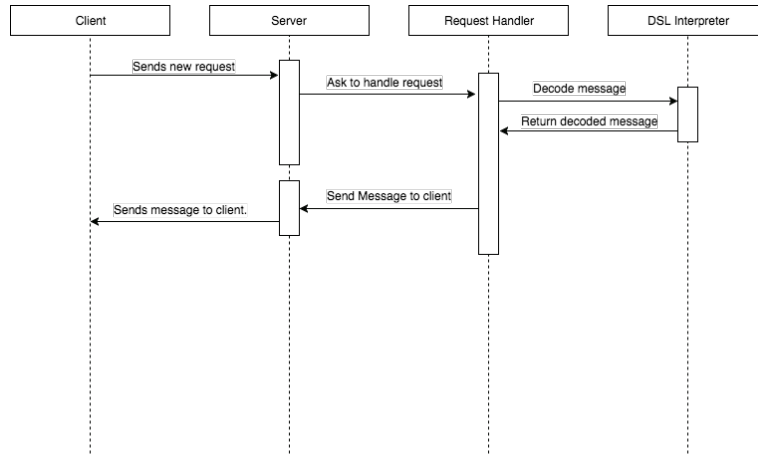 Client
Server
Request Handler
DSL Interpreter
Sends new request
Ask to handle request
Decode message
Return decoded message
Send Message to client
Sends message to client.